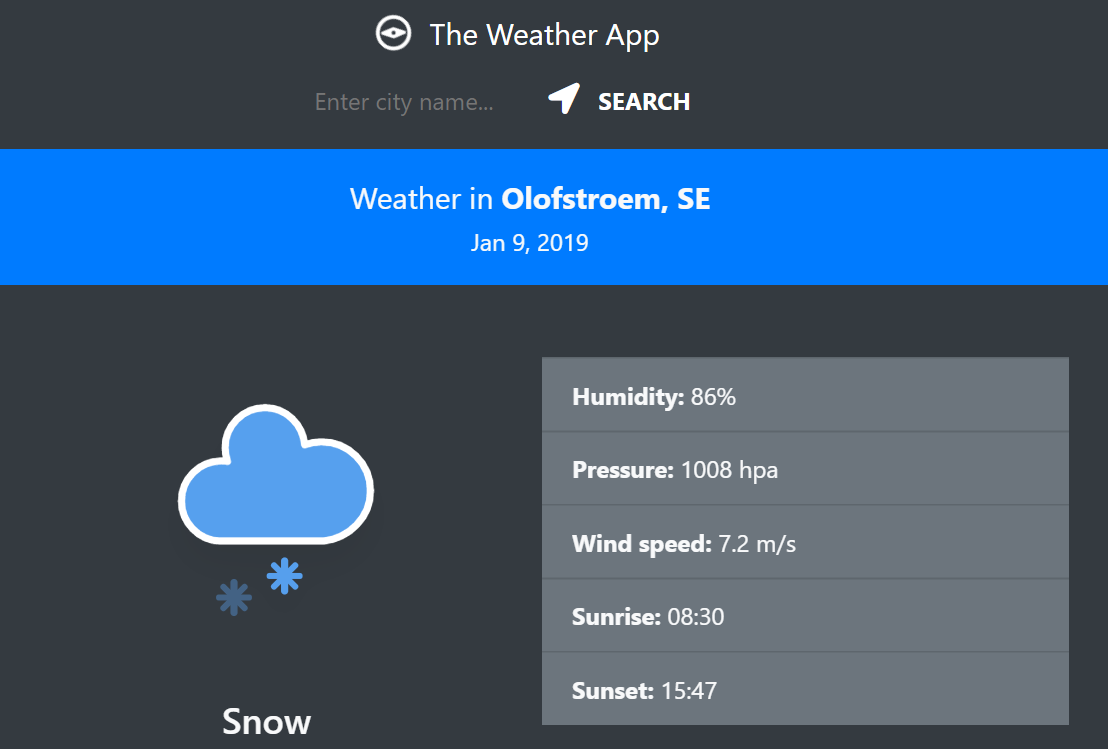 The Weather App
Enter city name...
SEARCH
Weather in Olofstroem, SE
Jan 9, 2019
Humidity: 86%
Pressure: 1008 hpa
Wind speed: 7.2 m/s
Sunrise: 08:30
Sunset: 15:47
Snow